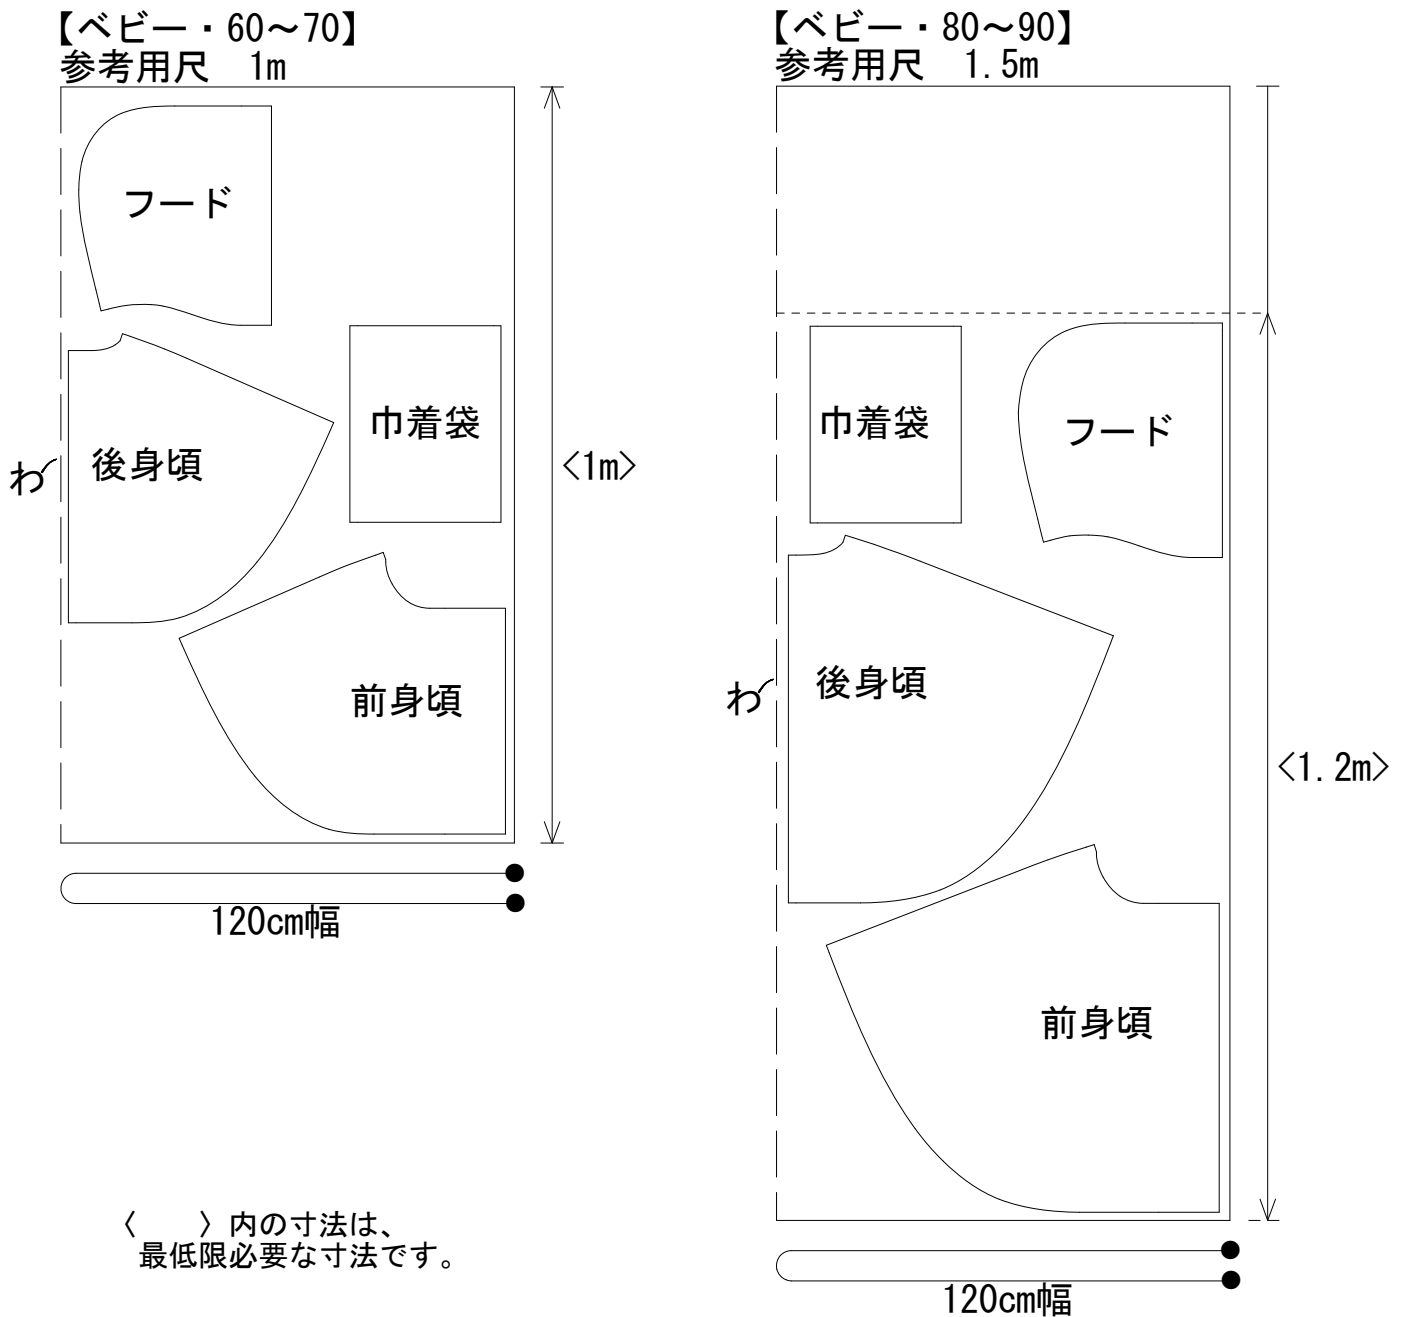 【ベビー・60～70】
参考用尺　1m
フード
後身頃
巾着袋
わ
<1m>
前身頃
120cm幅
〈　　〉内の寸法は、
最低限必要な寸法です。
【ベビー・80～90】
参考用尺　1.5m
巾着袋
フード
後身頃
わ
<1.2m>
前身頃
120cm幅